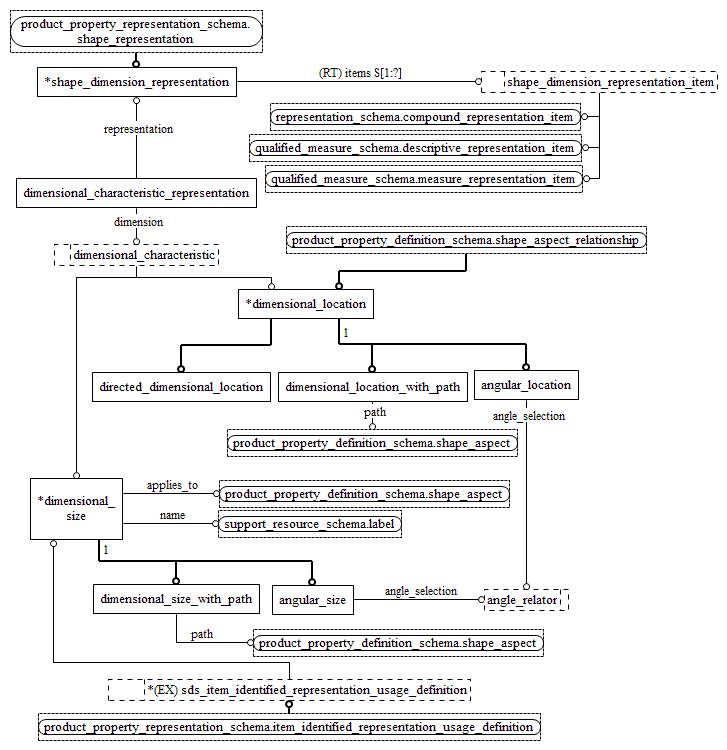 product_property_representation_schema.
shape_representation
*shape_dimension_representation
(RT) items S[1:?]
shape_dimension_representation_item
representation_schema.compound_representation_item
representation
qualified_measure_schema.descriptive_representation_item
qualified_measure_schema.measure_representation_item
dimensional_characteristic_representation
dimension
product_property_definition_schema.shape_aspect_relationship
dimensional_characteristic
*dimensional_location
1
directed_dimensional_location
dimensional_location_with_path
angular_location
path
angle_selection
product_property_definition_schema.shape_aspect
*dimensional_
size
applies_to
product_property_definition_schema.shape_aspect
name
support_resource_schema.label
1
dimensional_size_with_path
angular_size
angle_selection
angle_relator
path
product_property_definition_schema.shape_aspect
*(EX) sds_item_identified_representation_usage_definition
product_property_representation_schema.item_identified_representation_usage_definition